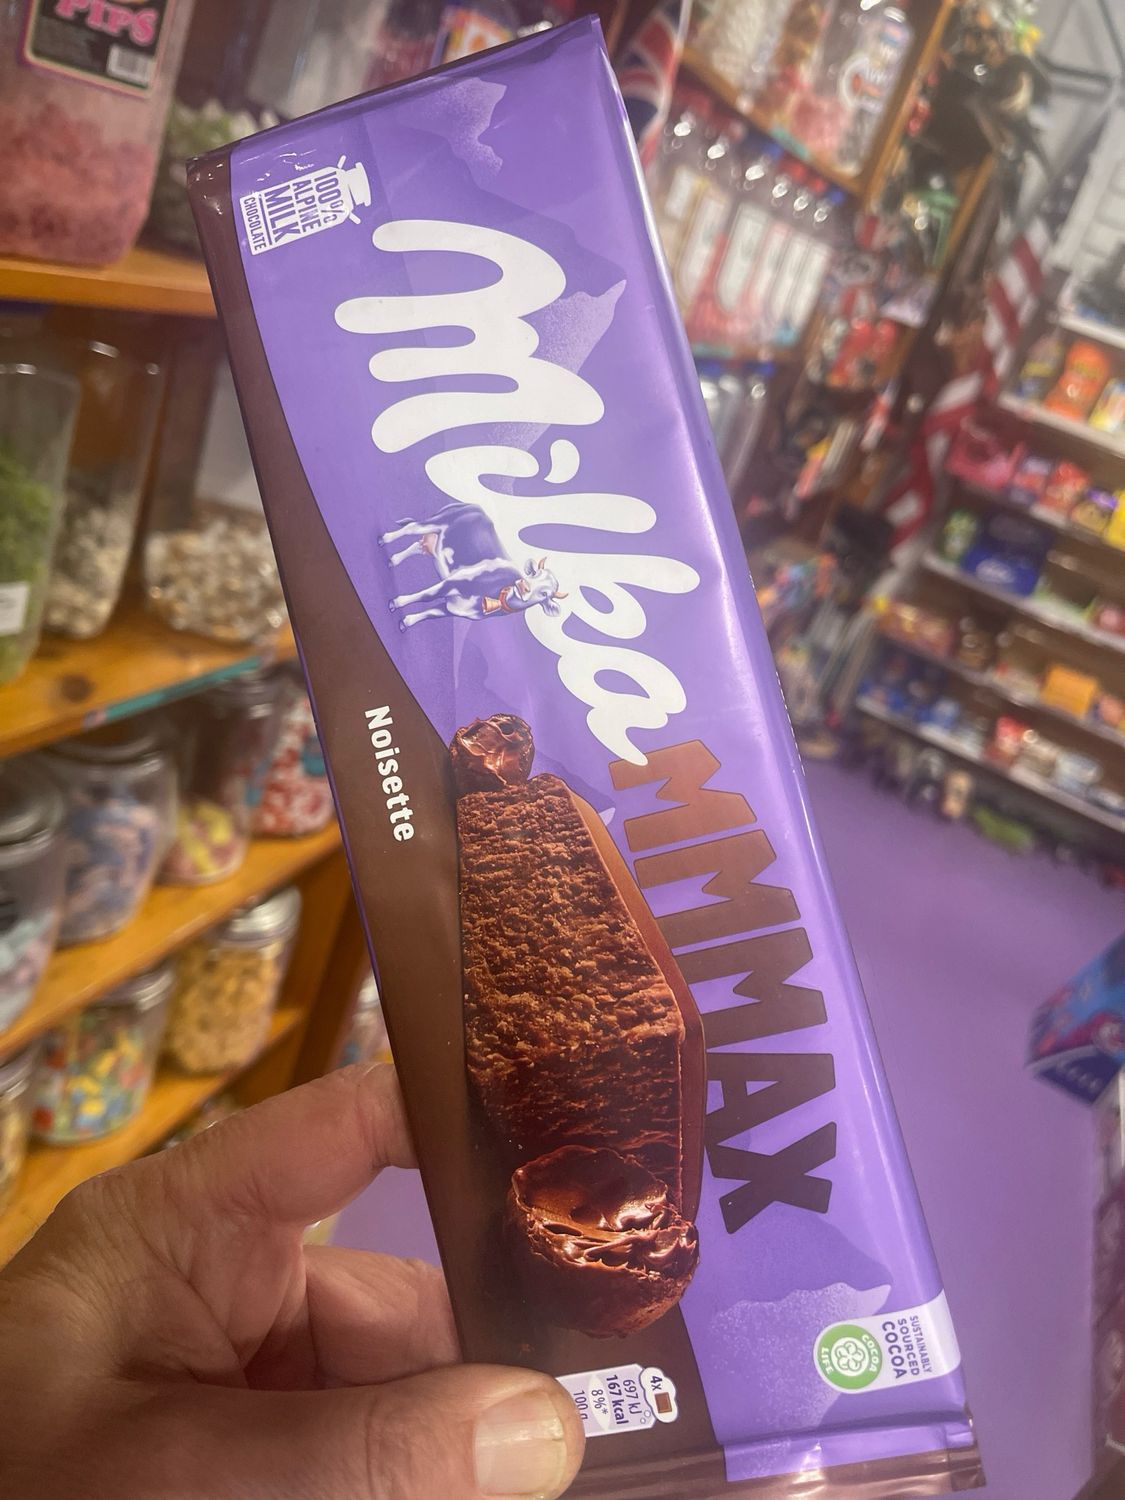 PIPS
100%
ALPINE
MILK
CHOCOLATE
Milka
MMMAX
Noisette
SUSTAINABLY
SOURCED
COCOA
COCOA
LIFE
4x
697 kJ
167 kcal
8%*
100g